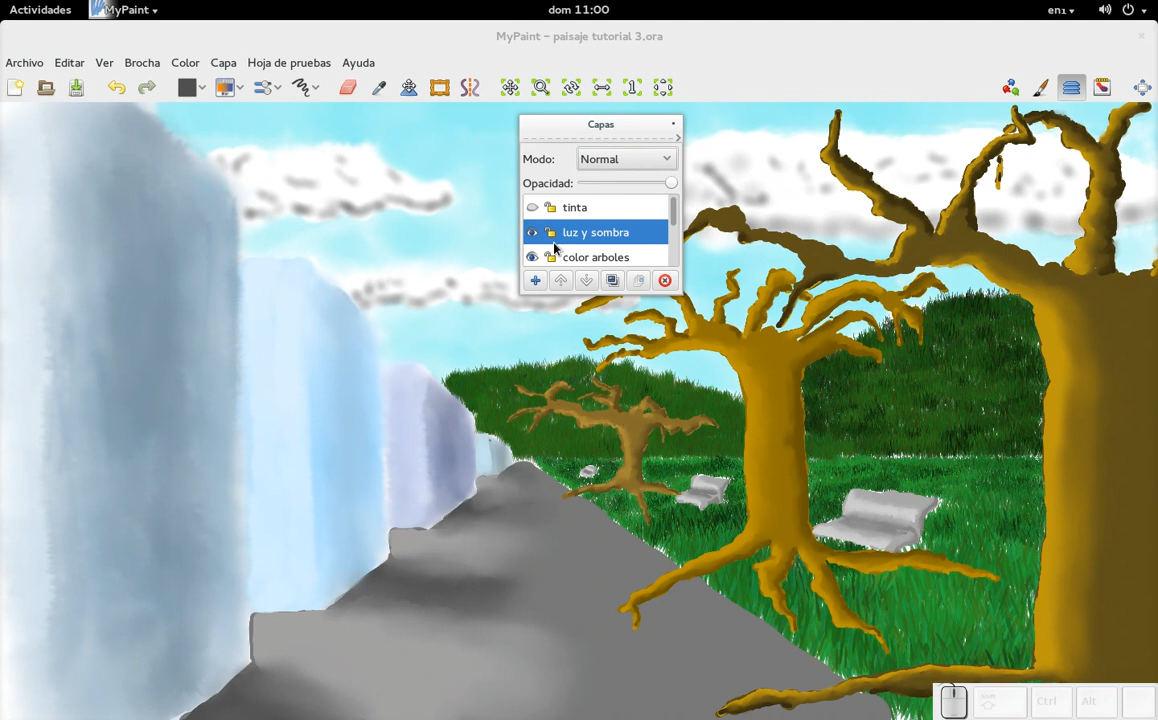 Actividades MyPaint dom 11:00 en1
MyPaint – paisaje tutorial 3.ora
Archivo Editar Ver Brocha Color Capa Hoja de pruebas Ayuda
Capas
Modo: Normal
Opacidad:
tinta
luz y sombra
color arboles
Shift Ctrl Alt